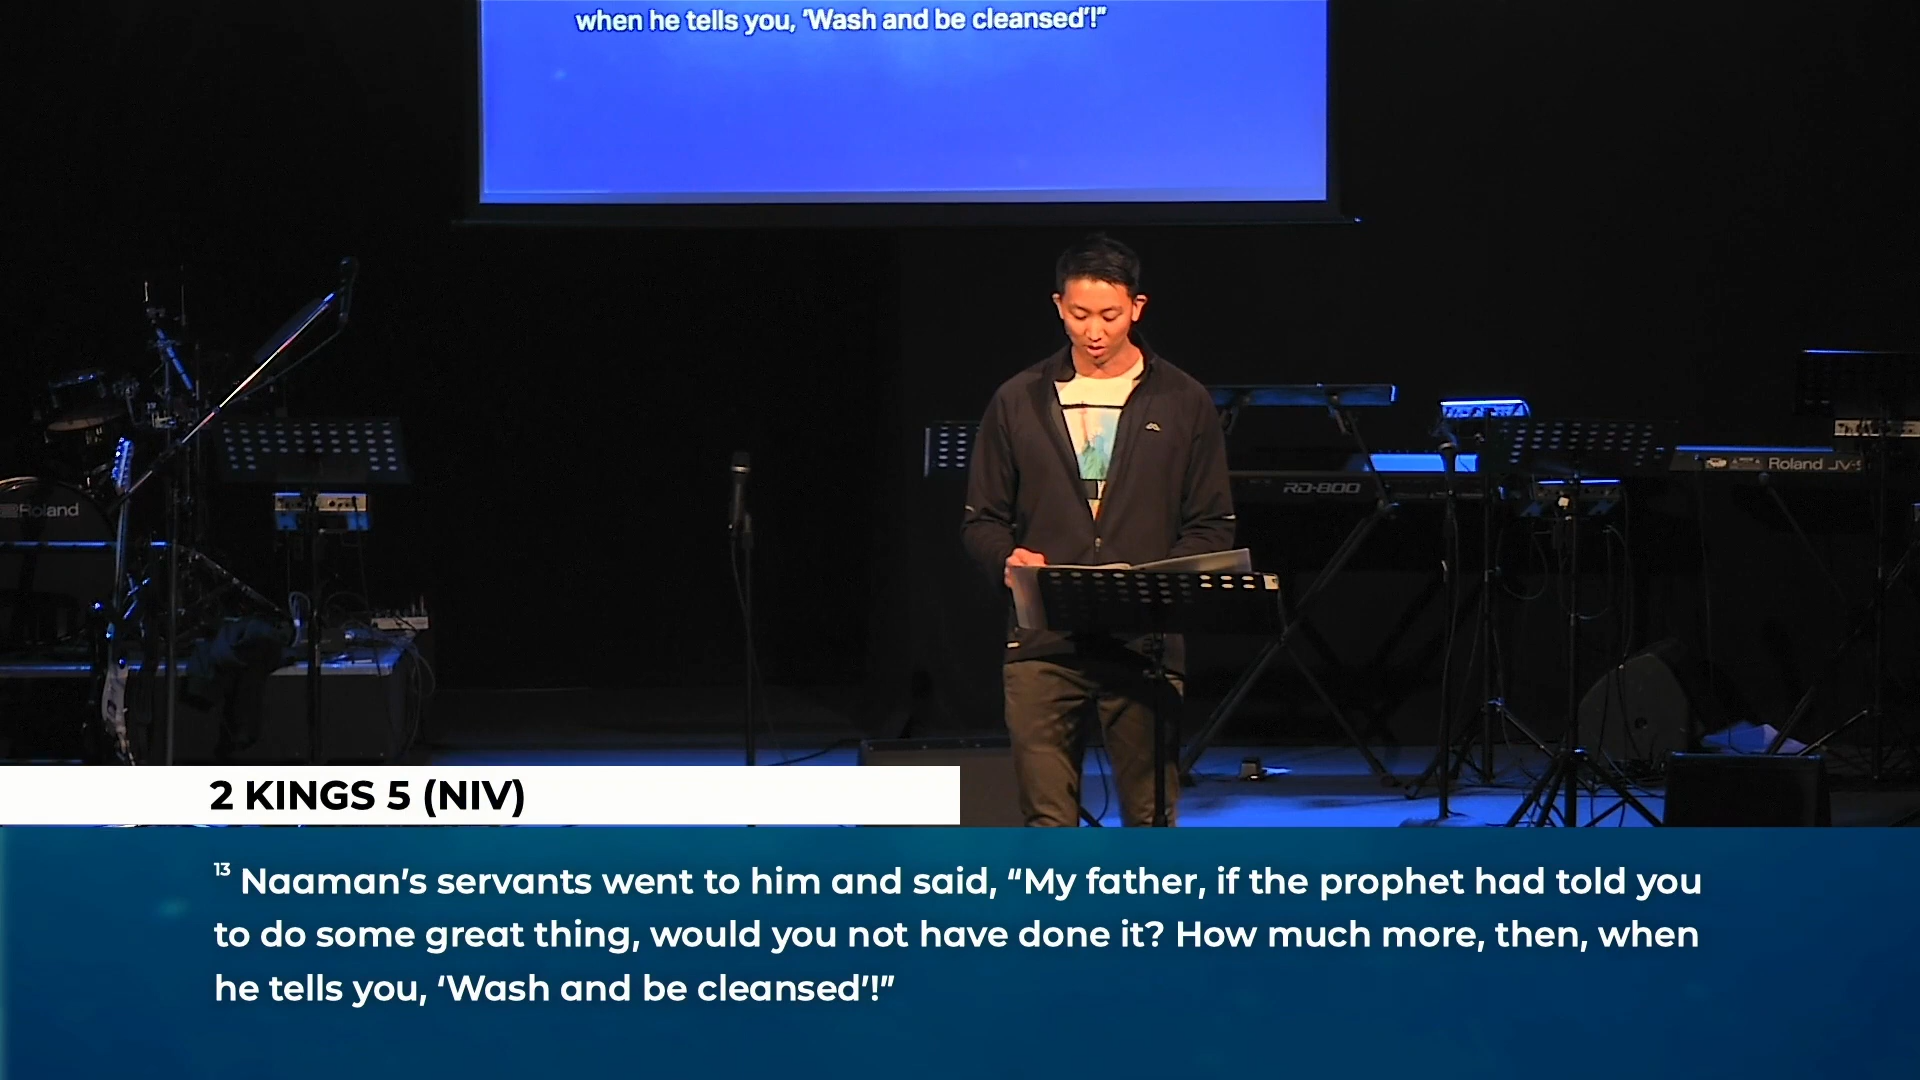 when he tells you, ‘Wash and be cleansed’!”
Roland
RD-800
Roland JV-
2 KINGS 5 (NIV)
13 Naaman’s servants went to him and said, “My father, if the prophet had told you
to do some great thing, would you not have done it? How much more, then, when
he tells you, ‘Wash and be cleansed’!”